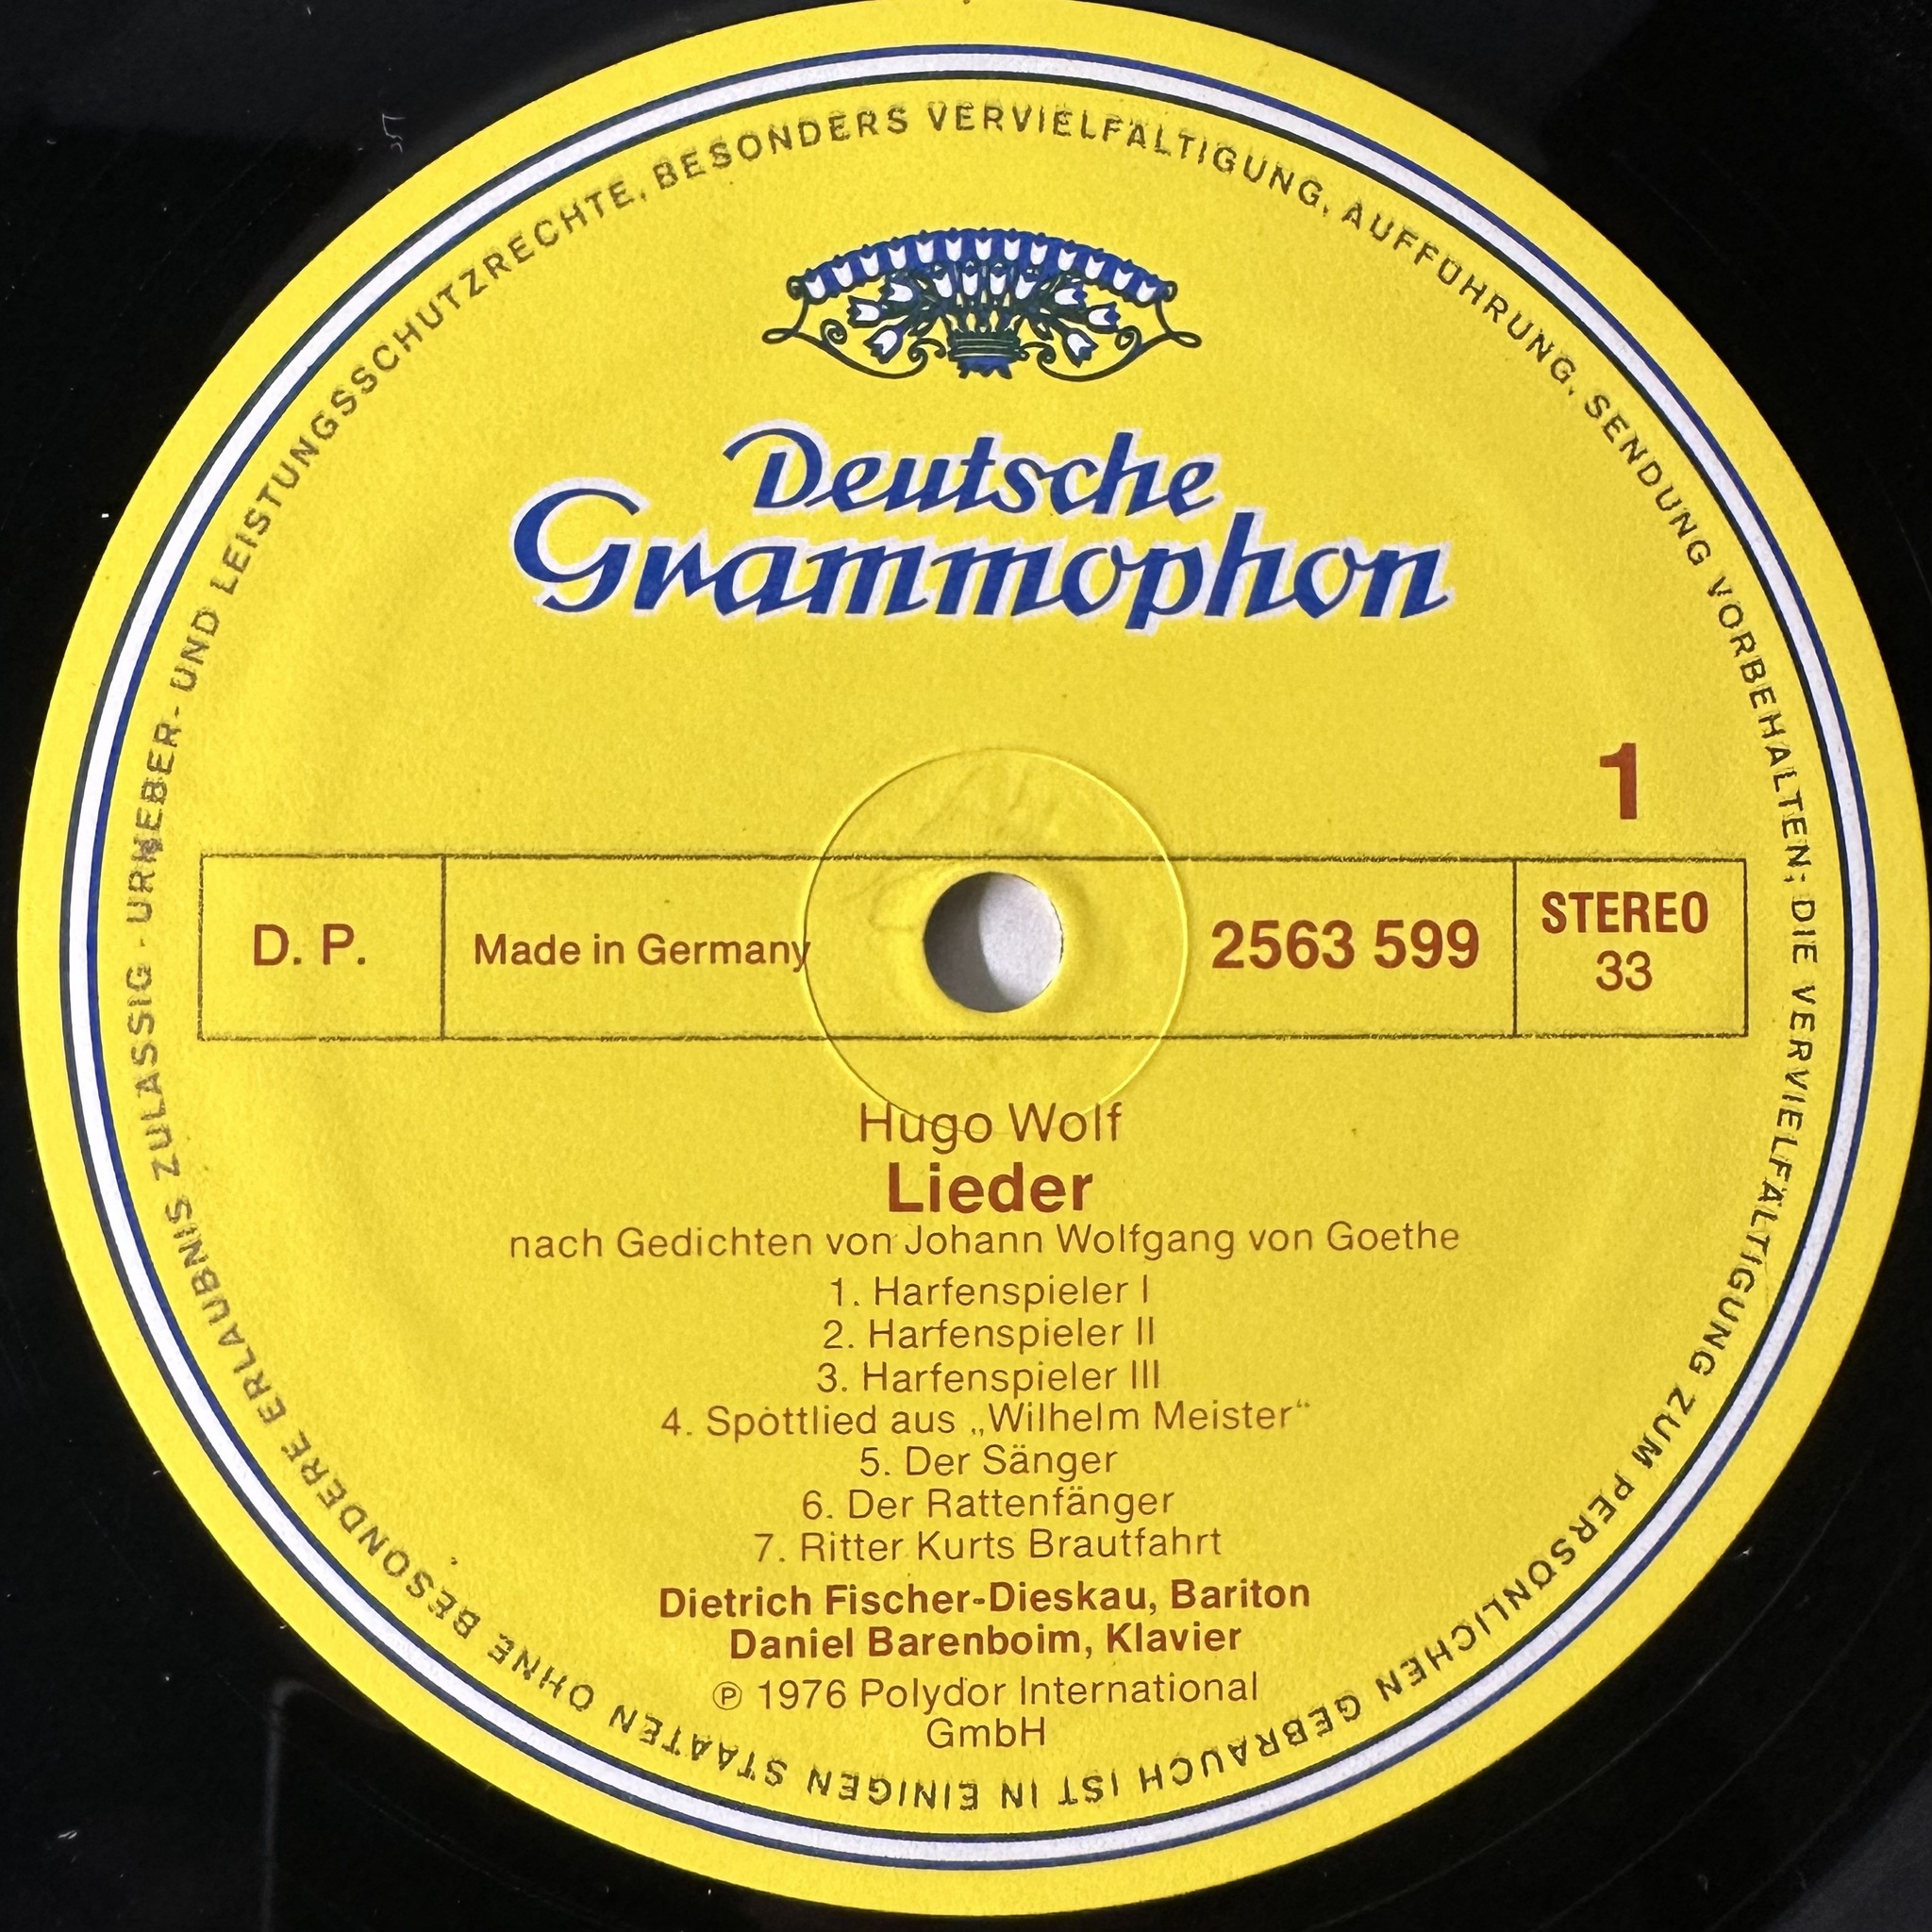 URHEBER- UND LEISTUNGSSCHUTZRECHTE, BESONDERS VERVIELFÄLTIGUNG, AUFFÜHRUNG, SENDUNG VORBEHALTEN; DIE VERVIELFÄLTIGUNG ZUM PERSÖNLICHEN GEBRAUCH IST IN EINIGEN STAATEN OHNE BESONDERE ERLAUBNIS ZULÄSSIG ·
Deutsche
Grammophon
1
D. P.
Made in Germany
2563 599
STEREO
33
Hugo Wolf
Lieder
nach Gedichten von Johann Wolfgang von Goethe
1. Harfenspieler I
2. Harfenspieler II
3. Harfenspieler III
4. Spottlied aus „Wilhelm Meister“
5. Der Sänger
6. Der Rattenfänger
7. Ritter Kurts Brautfahrt
Dietrich Fischer-Dieskau, Bariton
Daniel Barenboim, Klavier
℗ 1976 Polydor International
GmbH